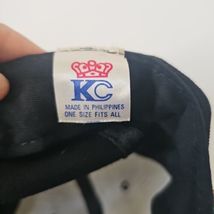 KC
MADE IN PHILIPPINES
ONE SIZE FITS ALL